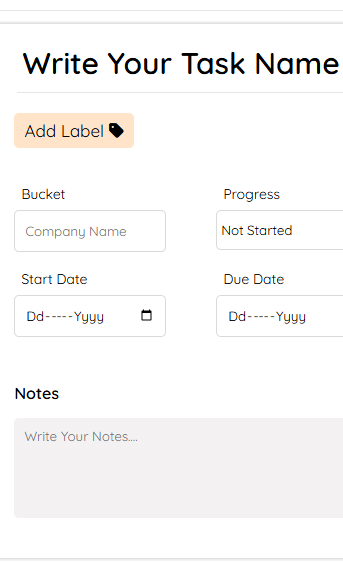 Write Your Task Name
Add Label
Bucket Progress
Company Name Not Started
Start Date Due Date
Dd-----Yyyy Dd-----Yyyy
Notes
Write Your Notes....